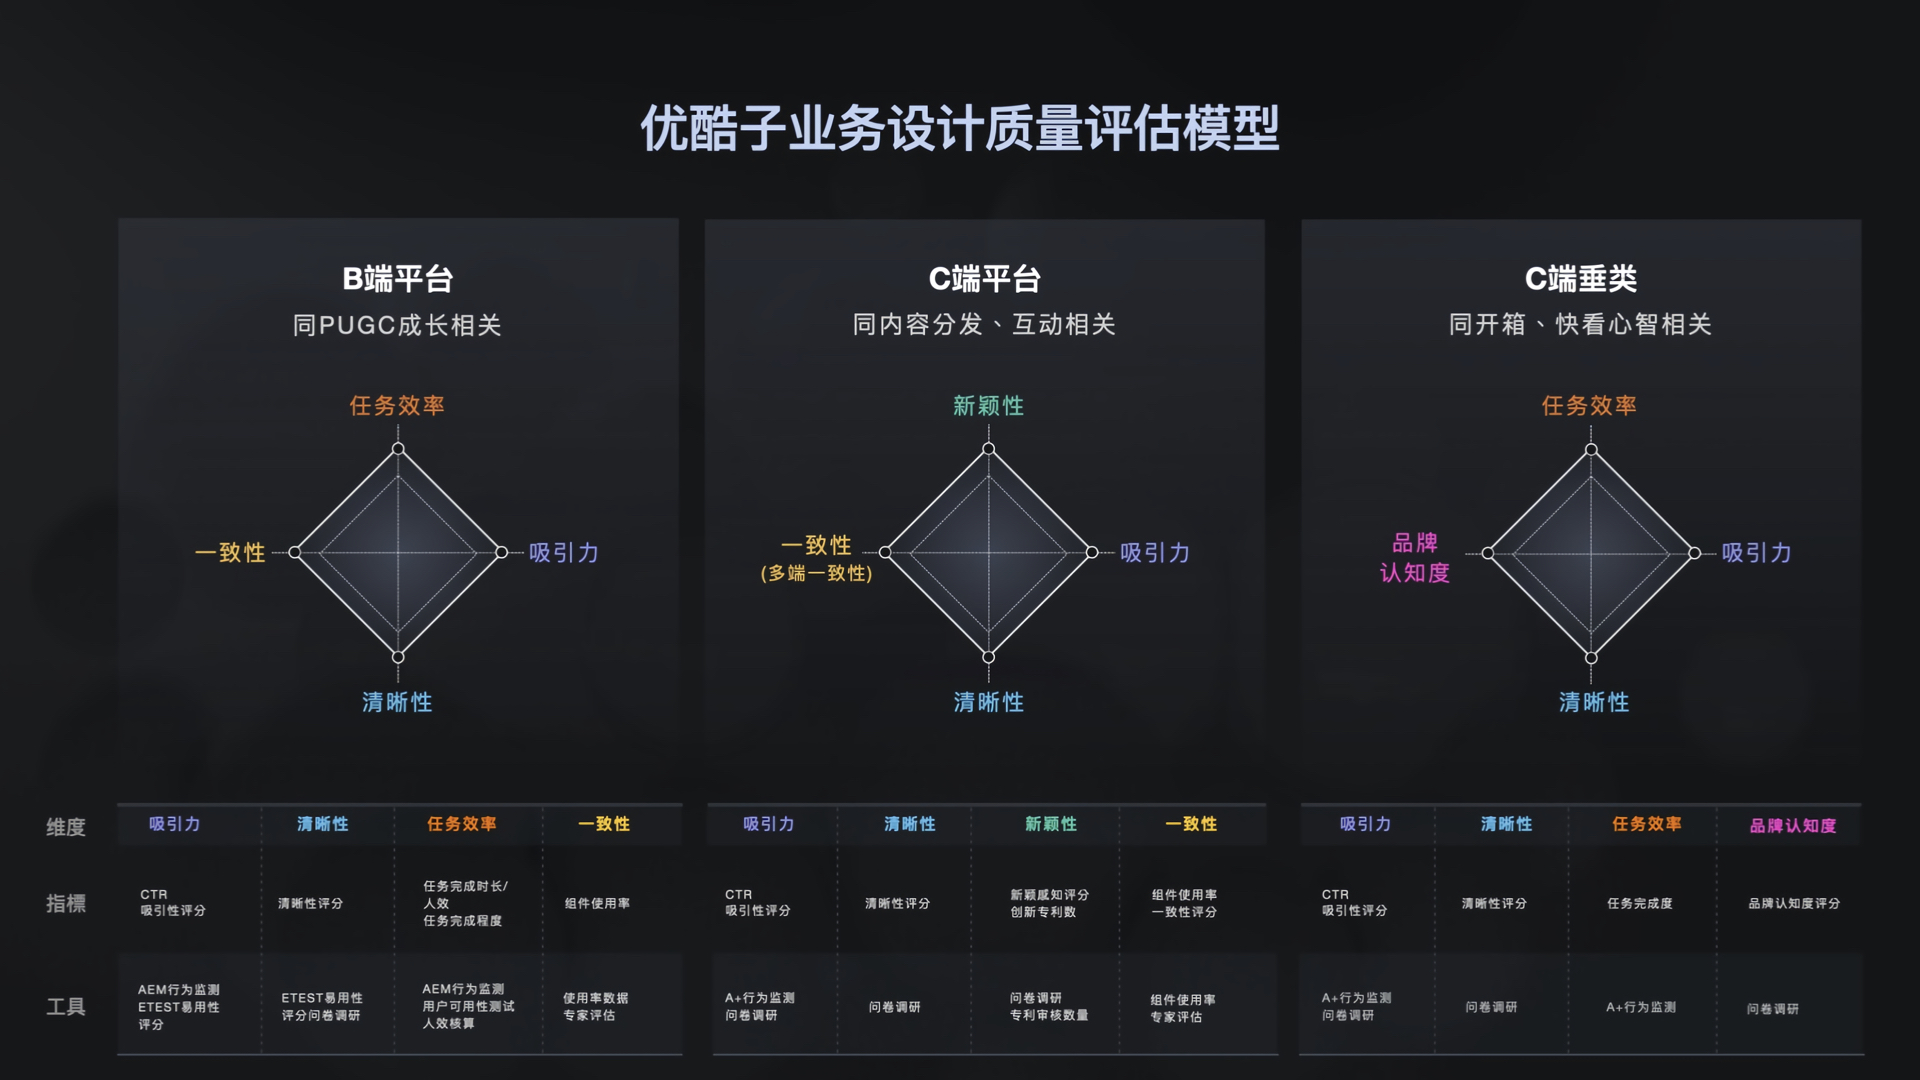 优酷子业务设计质量评估模型
B端平台
同PUGC成长相关
任务效率
一致性
吸引力
清晰性
C端平台
同内容分发、互动相关
新颖性
一致性
(多端一致性)
吸引力
清晰性
C端垂类
同开箱、快看心智相关
任务效率
品牌
认知度
吸引力
清晰性
维度
吸引力
清晰性
任务效率
一致性
吸引力
清晰性
新颖性
一致性
吸引力
清晰性
任务效率
品牌认知度
指標
CTR
吸引性评分
清晰性评分
任务完成时长/
人效
任务完成程度
组件使用率
CTR
吸引性评分
清晰性评分
新颖感知评分
创新专利数
组件使用率
一致性评分
CTR
吸引性评分
清晰性评分
任务完成度
品牌认知度评分
工具
AEM行为监测
ETEST易用性
评分
ETEST易用性
评分问卷调研
AEM行为监测
用户可用性测试
人效核算
使用率数据
专家评估
A+行为监测
问卷调研
问卷调研
问卷调研
专利审核数量
组件使用率
专家评估
A+行为监测
问卷调研
问卷调研
A+行为监测
问卷调研